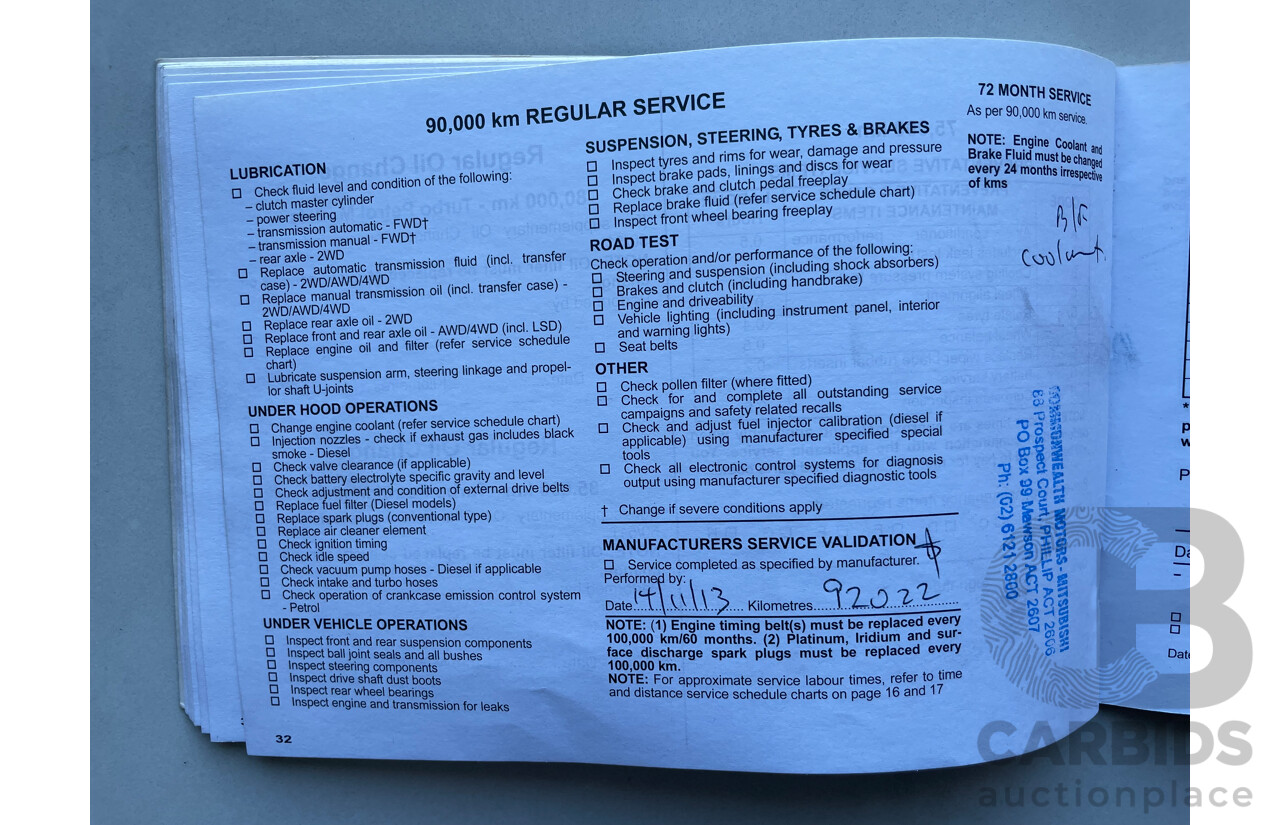 90,000 km REGULAR SERVICE
LUBRICATION
☐ Check fluid level and condition of the following:
– clutch master cylinder
– power steering
– transmission automatic - FWD†
– transmission manual - FWD†
– rear axle - 2WD
☐ Replace automatic transmission fluid (incl. transfer
case) - 2WD/AWD/4WD
☐ Replace manual transmission oil (incl. transfer case) -
2WD/AWD/4WD
☐ Replace rear axle oil - 2WD
☐ Replace front and rear axle oil - AWD/4WD (incl. LSD)
☐ Replace engine oil and filter (refer service schedule
chart)
☐ Lubricate suspension arm, steering linkage and propel-
lor shaft U-joints
UNDER HOOD OPERATIONS
☐ Change engine coolant (refer service schedule chart)
☐ Injection nozzles - check if exhaust gas includes black
smoke - Diesel
☐ Check valve clearance (if applicable)
☐ Check battery electrolyte specific gravity and level
☐ Check adjustment and condition of external drive belts
☐ Replace fuel filter (Diesel models)
☐ Replace spark plugs (conventional type)
☐ Replace air cleaner element
☐ Check ignition timing
☐ Check idle speed
☐ Check vacuum pump hoses - Diesel if applicable
☐ Check intake and turbo hoses
☐ Check operation of crankcase emission control system
- Petrol
UNDER VEHICLE OPERATIONS
☐ Inspect front and rear suspension components
☐ Inspect ball joint seals and all bushes
☐ Inspect steering components
☐ Inspect drive shaft dust boots
☐ Inspect rear wheel bearings
☐ Inspect engine and transmission for leaks
32
SUSPENSION, STEERING, TYRES & BRAKES
☐ Inspect tyres and rims for wear, damage and pressure
☐ Inspect brake pads, linings and discs for wear
☐ Check brake and clutch pedal freeplay
☐ Replace brake fluid (refer service schedule chart)
☐ Inspect front wheel bearing freeplay
ROAD TEST
Check operation and/or performance of the following:
☐ Steering and suspension (including shock absorbers)
☐ Brakes and clutch (including handbrake)
☐ Engine and driveability
☐ Vehicle lighting (including instrument panel, interior
and warning lights)
☐ Seat belts
OTHER
☐ Check pollen filter (where fitted)
☐ Check for and complete all outstanding service
campaigns and safety related recalls
☐ Check and adjust fuel injector calibration (diesel if
applicable) using manufacturer specified special
tools
☐ Check all electronic control systems for diagnosis
output using manufacturer specified diagnostic tools
† Change if severe conditions apply
MANUFACTURERS SERVICE VALIDATION
☐ Service completed as specified by manufacturer.
Performed by:
Date 14/11/13 Kilometres 92022
NOTE: (1) Engine timing belt(s) must be replaced every
100,000 km/60 months. (2) Platinum, Iridium and sur-
face discharge spark plugs must be replaced every
100,000 km.
NOTE: For approximate service labour times, refer to time
and distance service schedule charts on page 16 and 17
72 MONTH SERVICE
As per 90,000 km service.
NOTE: Engine Coolant and
Brake Fluid must be changed
every 24 months irrespective
of kms
B/F
Coolant.
COMMONWEALTH MOTORS - MITSUBISHI
83 Prospect Court, PHILLIP ACT 2606
PO Box 99 Mawson ACT 2607
Ph: (02) 6121 2800
CARBIDS
auctionplace